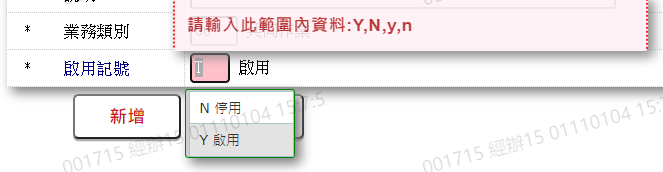 請輸入此範圍內資料:Y,N,y,n
* 業務類別
* 啟用記號 T 啟用
新增
N 停用
Y 啟用
001715 經辦15 01110104 15:7:5
001715 經辦15 01110104